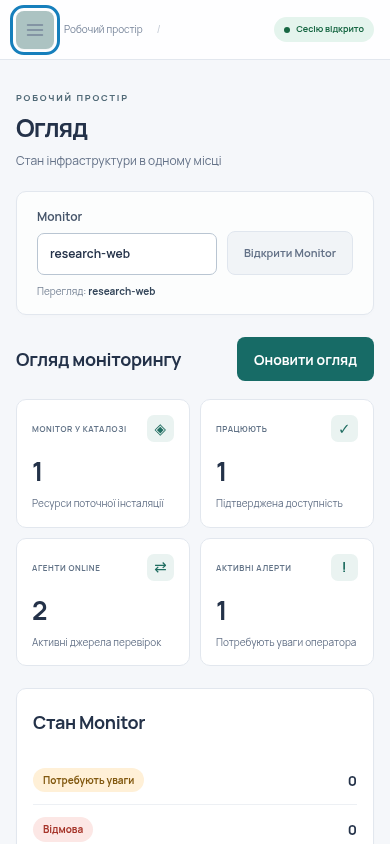 Робочий простір /
Сесію відкрито
РОБОЧИЙ ПРОСТІР
Огляд
Стан інфраструктури в одному місці
Monitor
research-web
Відкрити Monitor
Перегляд: research-web
Огляд моніторингу
Оновити огляд
MONITOR У КАТАЛОЗІ
1
Ресурси поточної інсталяції
ПРАЦЮЮТЬ
✓
1
Підтверджена доступність
АГЕНТИ ONLINE
⇄
2
Активні джерела перевірок
АКТИВНІ АЛЕРТИ
!
1
Потребують уваги оператора
Стан Monitor
Потребують уваги 0
Відмова 0